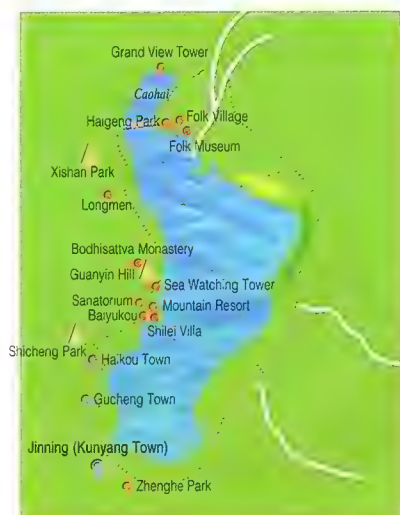 Grand View Tower
Caohai
Haigeng Park Folk Village
Folk Museum
Xishan Park
Longmen
Bodhisattva Monastery
Guanyin Hill
Sea Watching Tower
Sanatorium Mountain Resort
Baiyukou
Shilei Villa
Shicheng Park
Haikou Town
Gucheng Town
Jinning (Kunyang Town)
Zhenghe Park